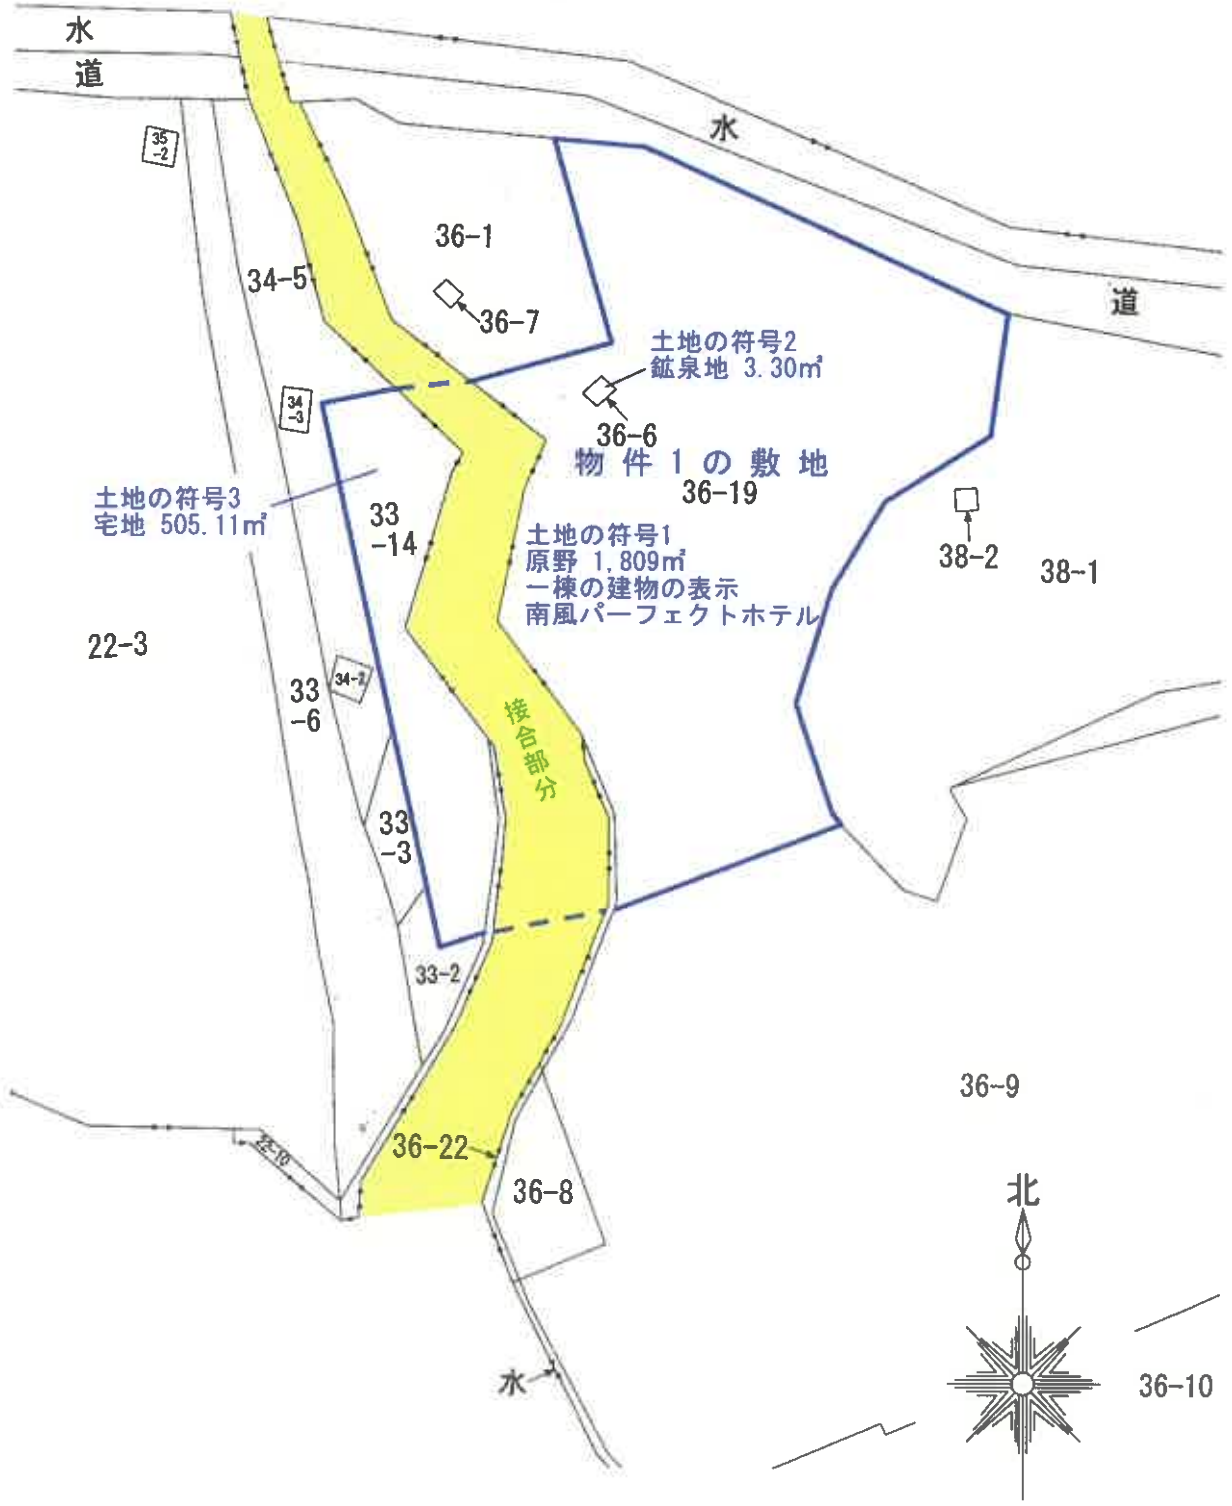 水
道
水
道
35
-2
36-1
34-5
36-7
土地の符号2
鉱泉地 3.30㎡
34
-3
36-6
物件1の敷地
36-19
土地の符号3
宅地 505.11㎡
33
-14
土地の符号1
原野 1,809㎡
一棟の建物の表示
南風パーフェクトホテル
38-2
38-1
22-3
33
-6
34-2
接合部分
33
-3
33-2
36-9
22-10
36-22
36-8
北
水
36-10